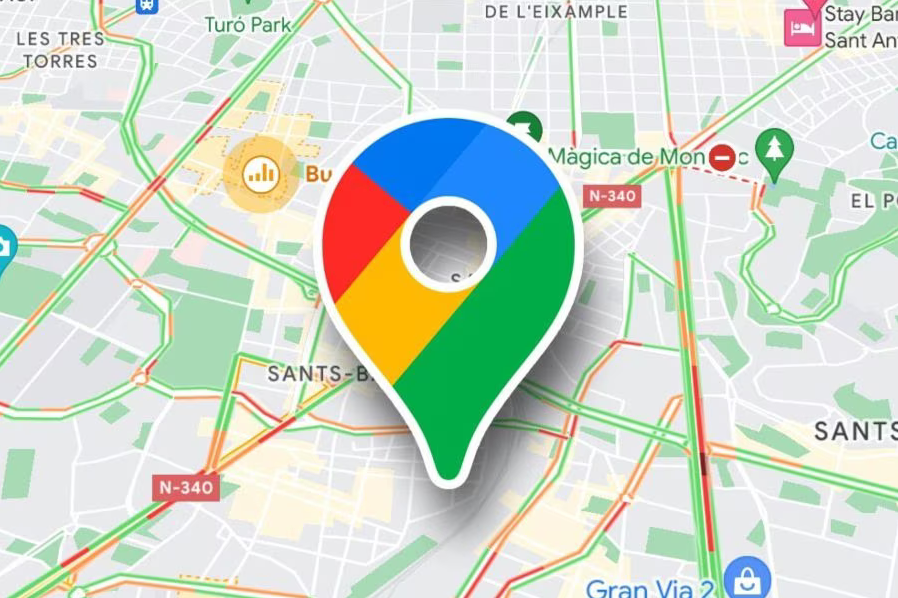 DE L'EIXAMPLE
Stay Bar
Sant An
Turó Park
LES TRES
TORRES
Màgica de Mon
c
Ca
Bu
N-340
EL P
SANTS-B
SANTS
N-340
Gran Via 2